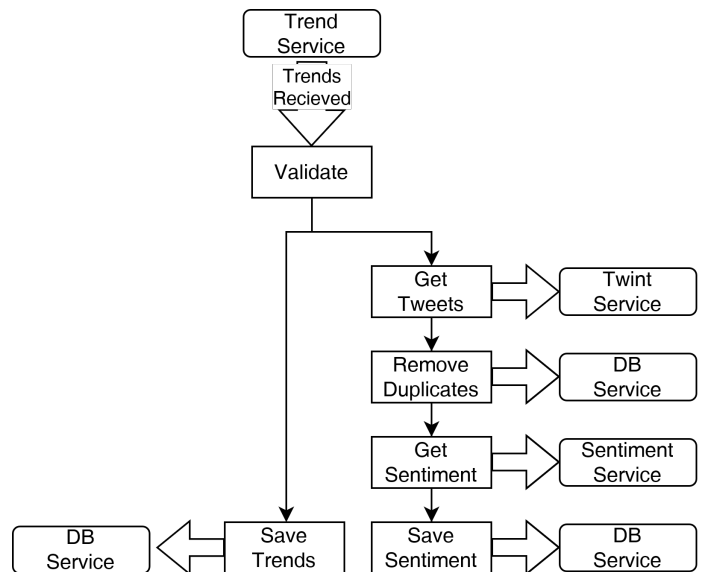 Trend
Service
Trends
Recieved
Validate
Get
Tweets
Twint
Service
Remove
Duplicates
DB
Service
Get
Sentiment
Sentiment
Service
DB
Service
Save
Trends
Save
Sentiment
DB
Service